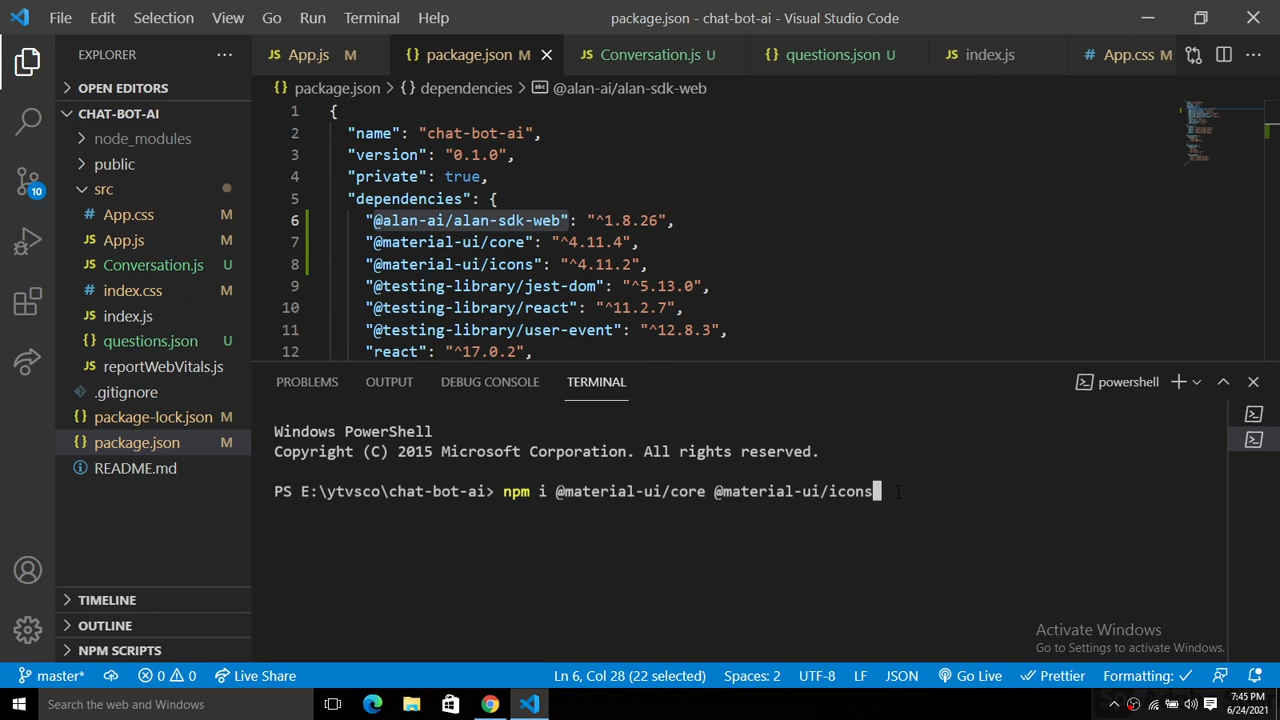 File Edit Selection View Go Run Terminal Help package.json - chat-bot-ai - Visual Studio Code
EXPLORER
JS App.js M {} package.json M JS Conversation.js U {} questions.json U JS index.js # App.css M
{} package.json > {} dependencies > abc @alan-ai/alan-sdk-web
OPEN EDITORS
CHAT-BOT-AI
node_modules
public
src
# App.css M
JS App.js M
JS Conversation.js U
# index.css M
JS index.js
{} questions.json U
JS reportWebVitals.js
.gitignore
{} package-lock.json M
{} package.json M
README.md
TIMELINE
OUTLINE
NPM SCRIPTS
10
1 {
2 "name": "chat-bot-ai",
3 "version": "0.1.0",
4 "private": true,
5 "dependencies": {
6 "@alan-ai/alan-sdk-web": "^1.8.26",
7 "@material-ui/core": "^4.11.4",
8 "@material-ui/icons": "^4.11.2",
9 "@testing-library/jest-dom": "^5.13.0",
10 "@testing-library/react": "^11.2.7",
11 "@testing-library/user-event": "^12.8.3",
12 "react": "^17.0.2",
PROBLEMS OUTPUT DEBUG CONSOLE TERMINAL powershell
Windows PowerShell
Copyright (C) 2015 Microsoft Corporation. All rights reserved.
PS E:\ytvsco\chat-bot-ai> npm i @material-ui/core @material-ui/icons
Activate Windows
Go to Settings to activate Windows.
master* 0 0 Live Share Ln 6, Col 28 (22 selected) Spaces: 2 UTF-8 LF JSON Go Live Prettier Formatting:
Search the web and Windows
7:45 PM
6/24/2021